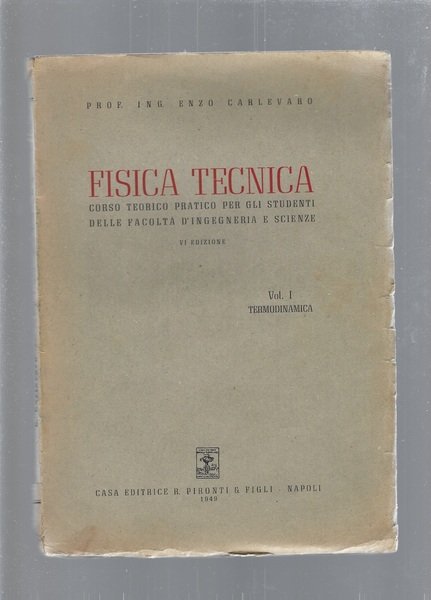 PROF. ING. ENZO CARLEVARO
FISICA TECNICA
CORSO TEORICO PRATICO PER GLI STUDENTI
DELLE FACOLTÀ D'INGEGNERIA E SCIENZE
VI EDIZIONE
Vol. I
TERMODINAMICA
CASA EDITRICE R. PIRONTI & FIGLI - NAPOLI
1949